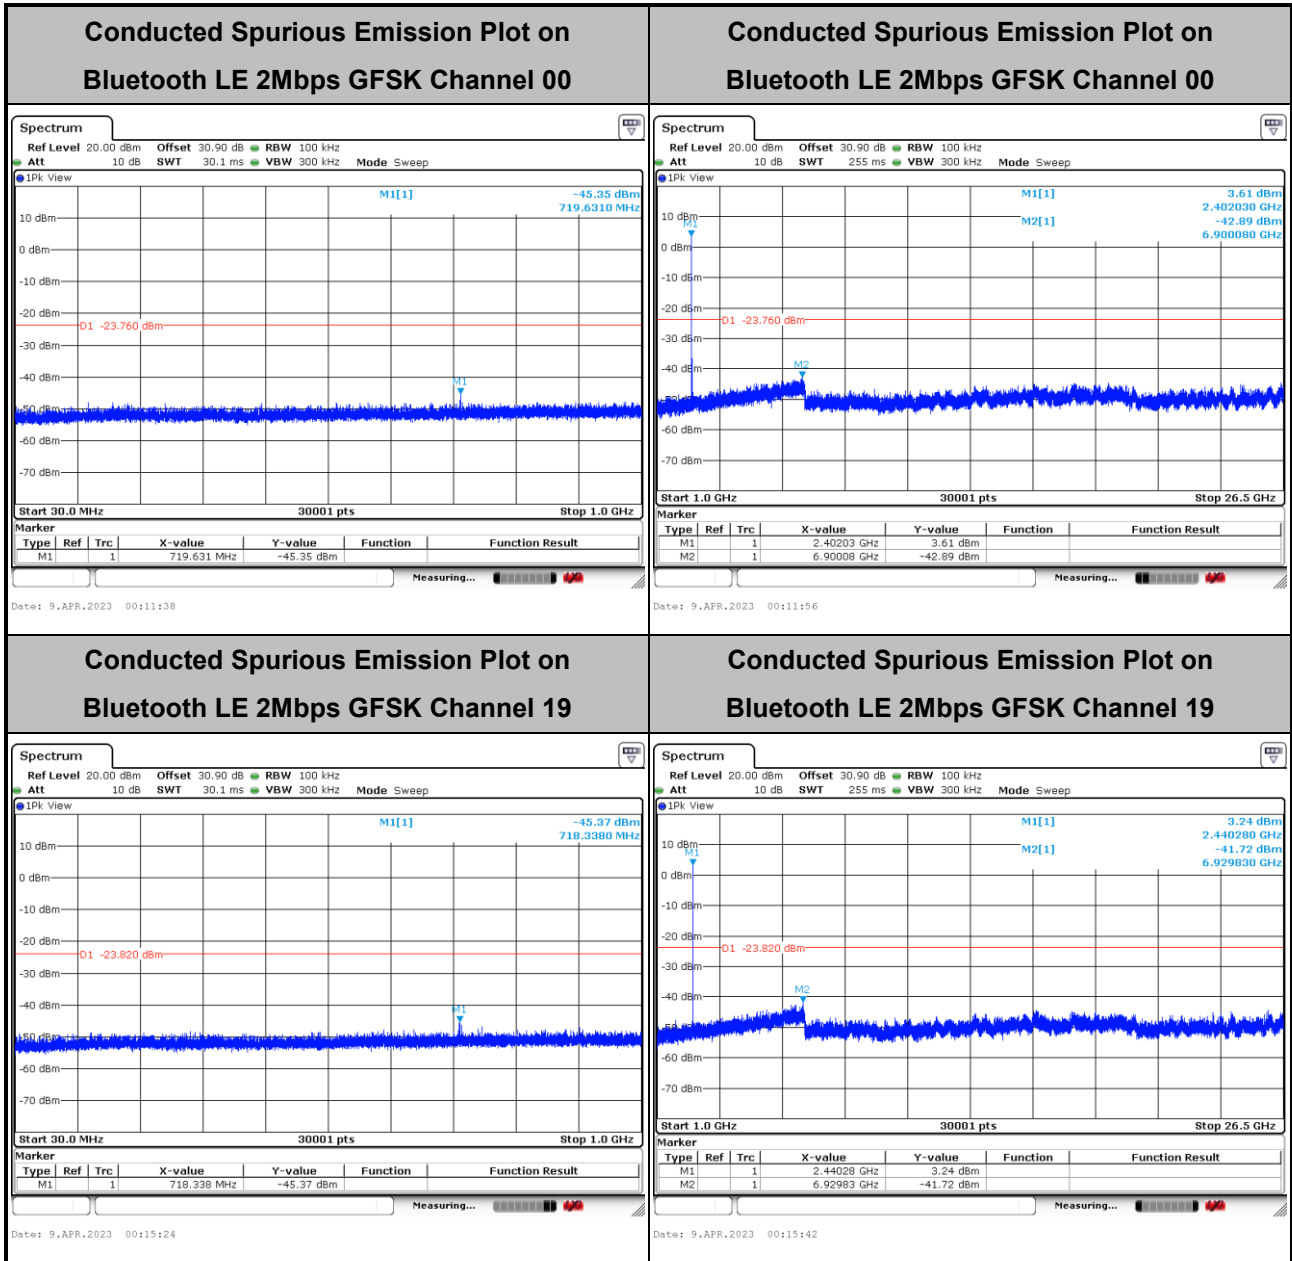 Conducted Spurious Emission Plot on
Bluetooth LE 2Mbps GFSK Channel 00
Spectrum
Ref Level 20.00 dBm Offset 30.90 dB RBW 100 kHz
Att 10 dB SWT 30.1 ms VBW 300 kHz Mode Sweep
1Pk View
M1[1] -45.35 dBm
719.6310 MHz
10 dBm
0 dBm
-10 dBm
-20 dBm
D1 -23.760 dBm
-30 dBm
-40 dBm
M1
-60 dBm
-70 dBm
Start 30.0 MHz 30001 pts Stop 1.0 GHz
Marker
Type Ref Trc X-value Y-value Function Function Result
M1 1 719.631 MHz -45.35 dBm
Measuring...
Date: 9.APR.2023 00:11:38
Conducted Spurious Emission Plot on
Bluetooth LE 2Mbps GFSK Channel 00
Spectrum
Ref Level 20.00 dBm Offset 30.90 dB RBW 100 kHz
Att 10 dB SWT 255 ms VBW 300 kHz Mode Sweep
1Pk View
M1[1] 3.61 dBm
2.402030 GHz
M2[1] -42.89 dBm
6.900080 GHz
10 dBm
M1
0 dBm
-10 dBm
-20 dBm
D1 -23.760 dBm
-30 dBm
-40 dBm
M2
-60 dBm
-70 dBm
Start 1.0 GHz 30001 pts Stop 26.5 GHz
Marker
Type Ref Trc X-value Y-value Function Function Result
M1 1 2.40203 GHz 3.61 dBm
M2 1 6.90008 GHz -42.89 dBm
Measuring...
Date: 9.APR.2023 00:11:56
Conducted Spurious Emission Plot on
Bluetooth LE 2Mbps GFSK Channel 19
Spectrum
Ref Level 20.00 dBm Offset 30.90 dB RBW 100 kHz
Att 10 dB SWT 30.1 ms VBW 300 kHz Mode Sweep
1Pk View
M1[1] -45.37 dBm
718.3380 MHz
10 dBm
0 dBm
-10 dBm
-20 dBm
D1 -23.820 dBm
-30 dBm
-40 dBm
M1
-60 dBm
-70 dBm
Start 30.0 MHz 30001 pts Stop 1.0 GHz
Marker
Type Ref Trc X-value Y-value Function Function Result
M1 1 718.338 MHz -45.37 dBm
Measuring...
Date: 9.APR.2023 00:15:24
Conducted Spurious Emission Plot on
Bluetooth LE 2Mbps GFSK Channel 19
Spectrum
Ref Level 20.00 dBm Offset 30.90 dB RBW 100 kHz
Att 10 dB SWT 255 ms VBW 300 kHz Mode Sweep
1Pk View
M1[1] 3.24 dBm
2.440280 GHz
M2[1] -41.72 dBm
6.929830 GHz
10 dBm
M1
0 dBm
-10 dBm
-20 dBm
D1 -23.820 dBm
-30 dBm
-40 dBm
M2
-60 dBm
-70 dBm
Start 1.0 GHz 30001 pts Stop 26.5 GHz
Marker
Type Ref Trc X-value Y-value Function Function Result
M1 1 2.44028 GHz 3.24 dBm
M2 1 6.92983 GHz -41.72 dBm
Measuring...
Date: 9.APR.2023 00:15:42